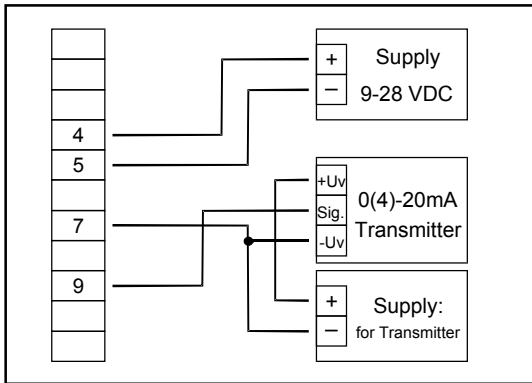 4
5
7
9
+
−
Supply
9-28 VDC
+Uv
Sig.
-Uv
0(4)-20mA
Transmitter
+
−
Supply:
for Transmitter